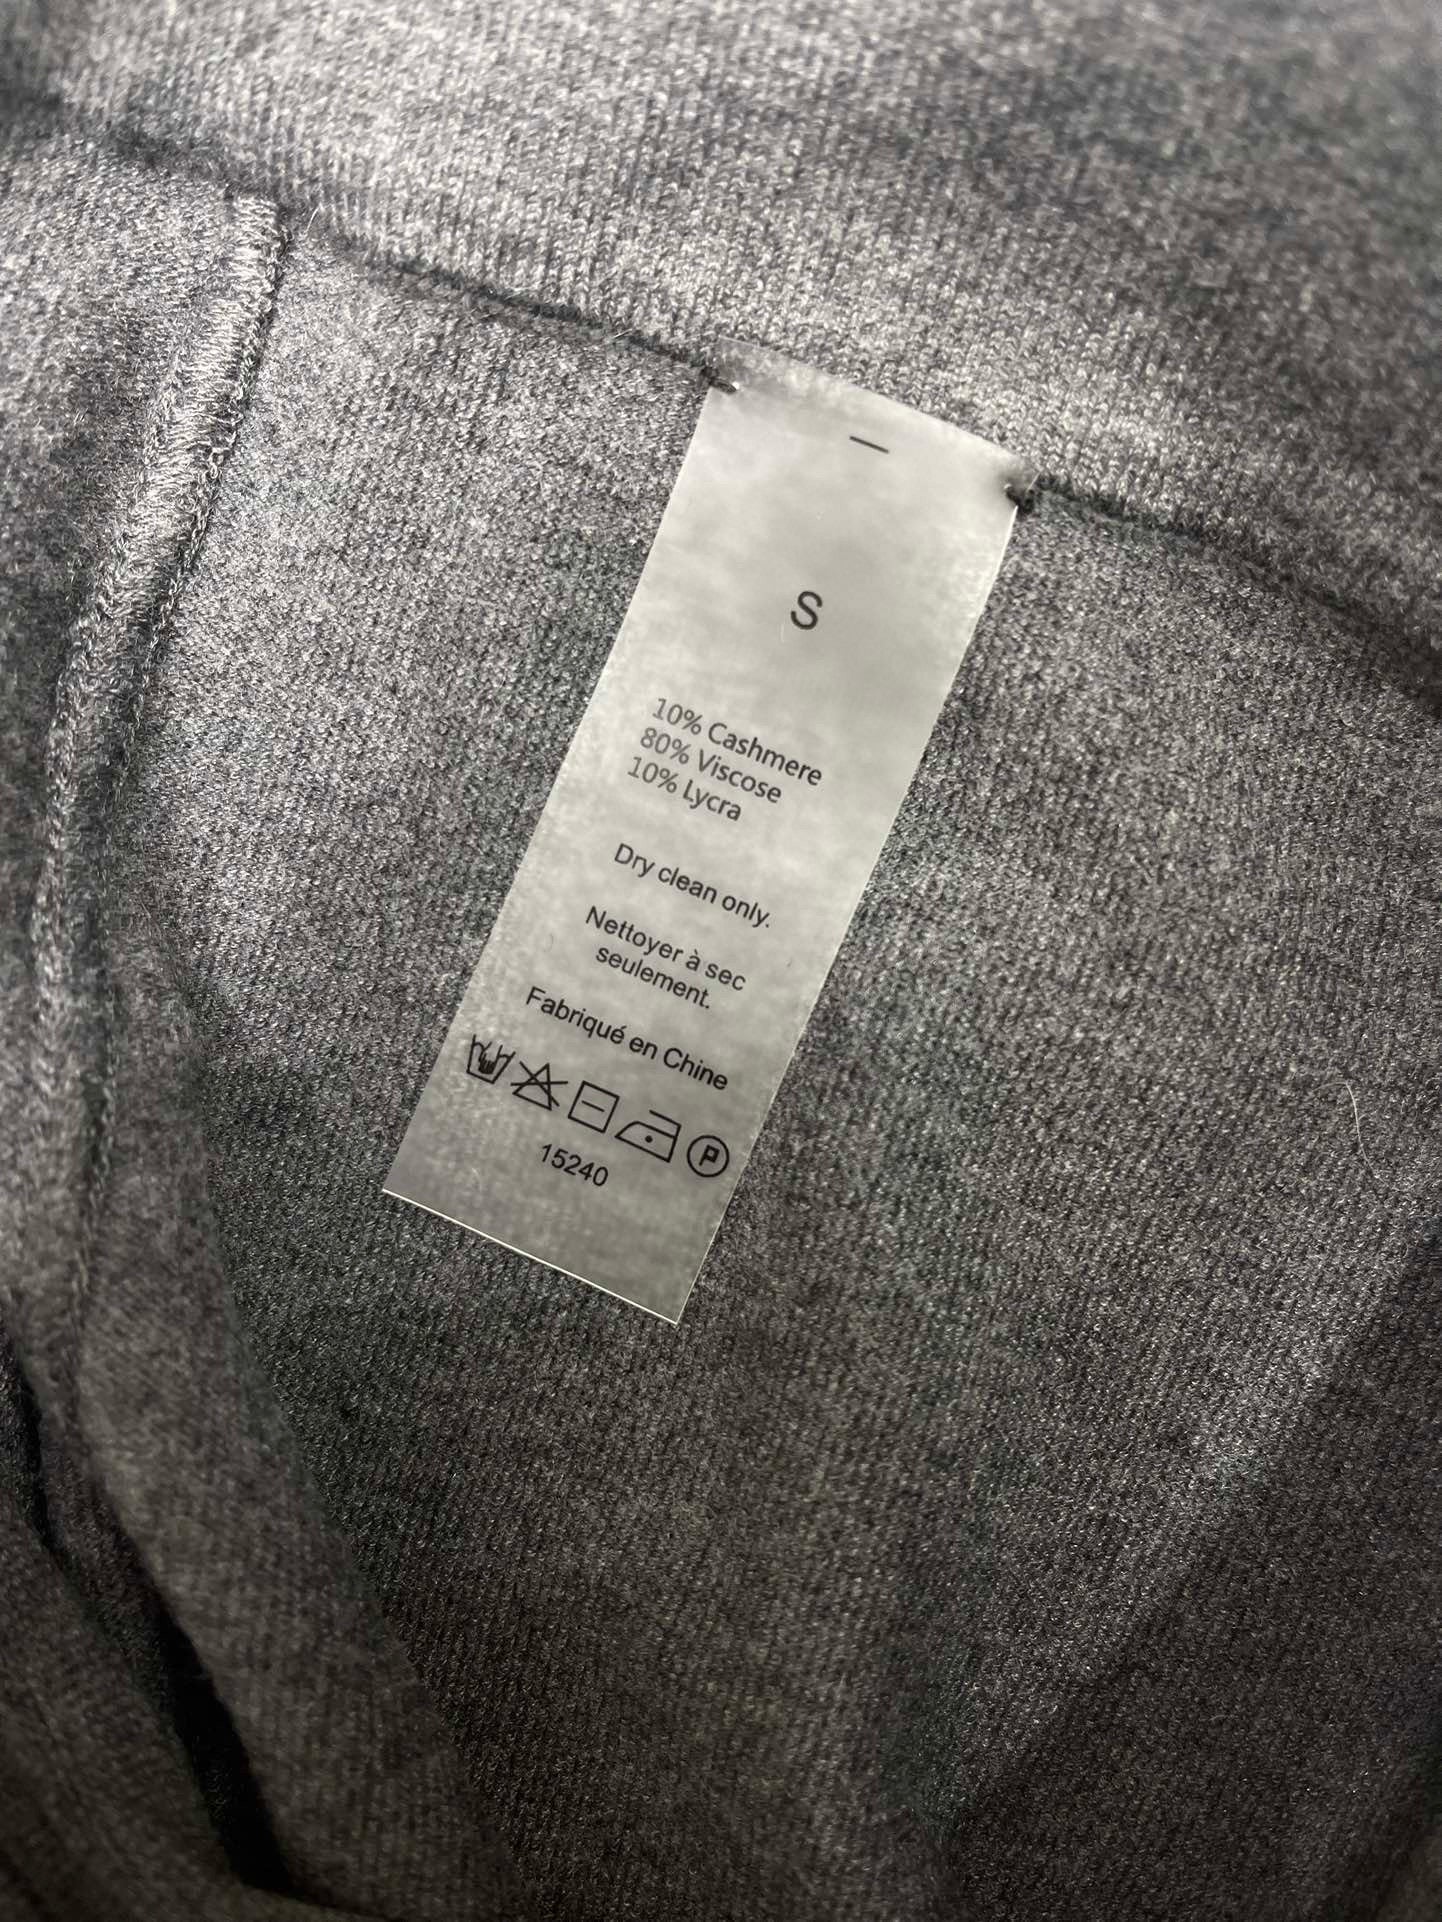 S
10% Cashmere
80% Viscose
10% Lycra
Dry clean only.
Nettoyer à sec
seulement.
Fabriqué en Chine
P
15240